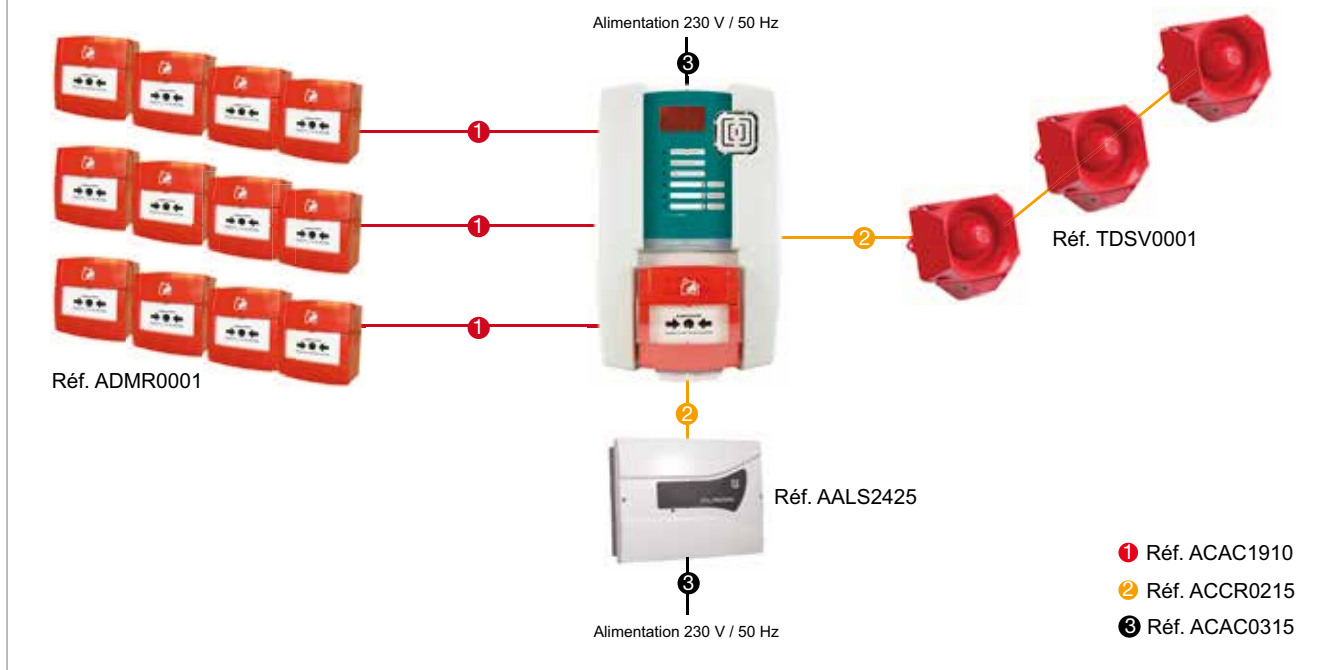 Alimentation 230 V / 50 Hz
3
1
1
2
Réf. TDSV0001
1
Réf. ADMR0001
2
Réf. AALS2425
3
Alimentation 230 V / 50 Hz
1 Réf. ACAC1910
2 Réf. ACCR0215
3 Réf. ACAC0315